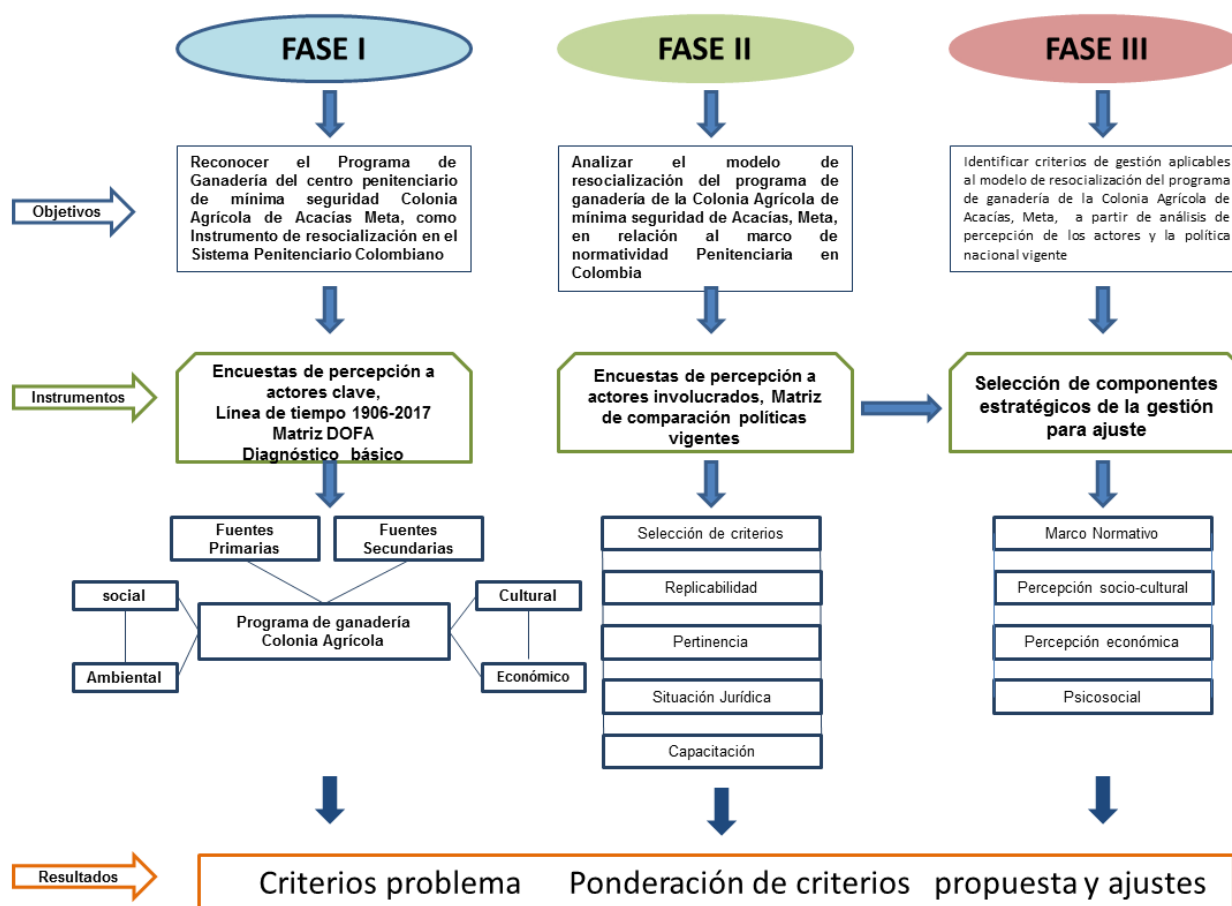 FASE I
FASE II
FASE III
Objetivos
Reconocer el Programa de
Ganadería del centro penitenciario
de mínima seguridad Colonia
Agrícola de Acacías Meta, como
Instrumento de resocialización en el
Sistema Penitenciario Colombiano
Analizar el modelo de
resocialización del programa de
ganadería de la Colonia Agrícola de
mínima seguridad de Acacías, Meta,
en relación al marco de
normatividad Penitenciaria en
Colombia
Identificar criterios de gestión aplicables
al modelo de resocialización del programa
de ganadería de la Colonia Agrícola de
Acacías, Meta, a partir de análisis de
percepción de los actores y la política
nacional vigente
Instrumentos
Encuestas de percepción a
actores clave,
Línea de tiempo 1906-2017
Matriz DOFA
Diagnóstico básico
Encuestas de percepción a
actores involucrados, Matriz
de comparación políticas
vigentes
Selección de componentes
estratégicos de la gestión
para ajuste
Fuentes
Primarias
Fuentes
Secundarias
social
Ambiental
Programa de ganadería
Colonia Agrícola
Cultural
Económico
Selección de criterios
Replicabilidad
Pertinencia
Situación Jurídica
Capacitación
Marco Normativo
Percepción socio-cultural
Percepción económica
Psicosocial
Resultados
Criterios problema Ponderación de criterios propuesta y ajustes